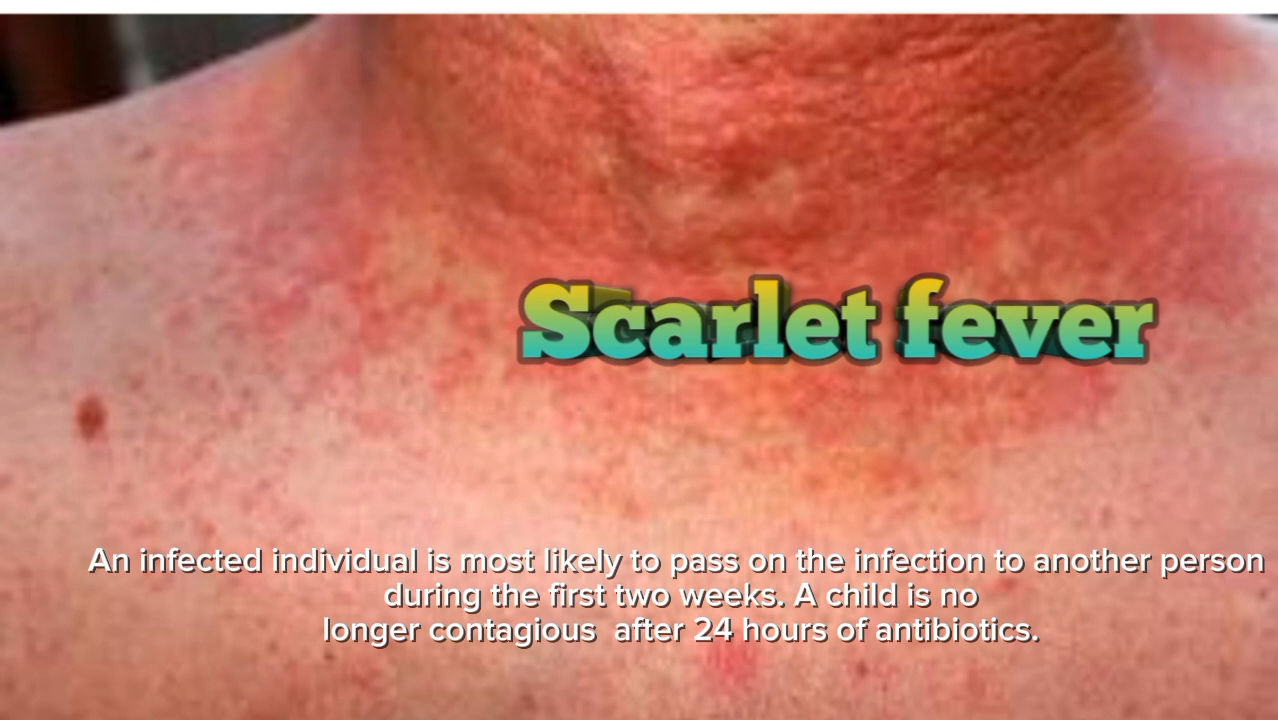 Scarlet fever
An infected individual is most likely to pass on the infection to another person
during the first two weeks. A child is no
longer contagious  after 24 hours of antibiotics.